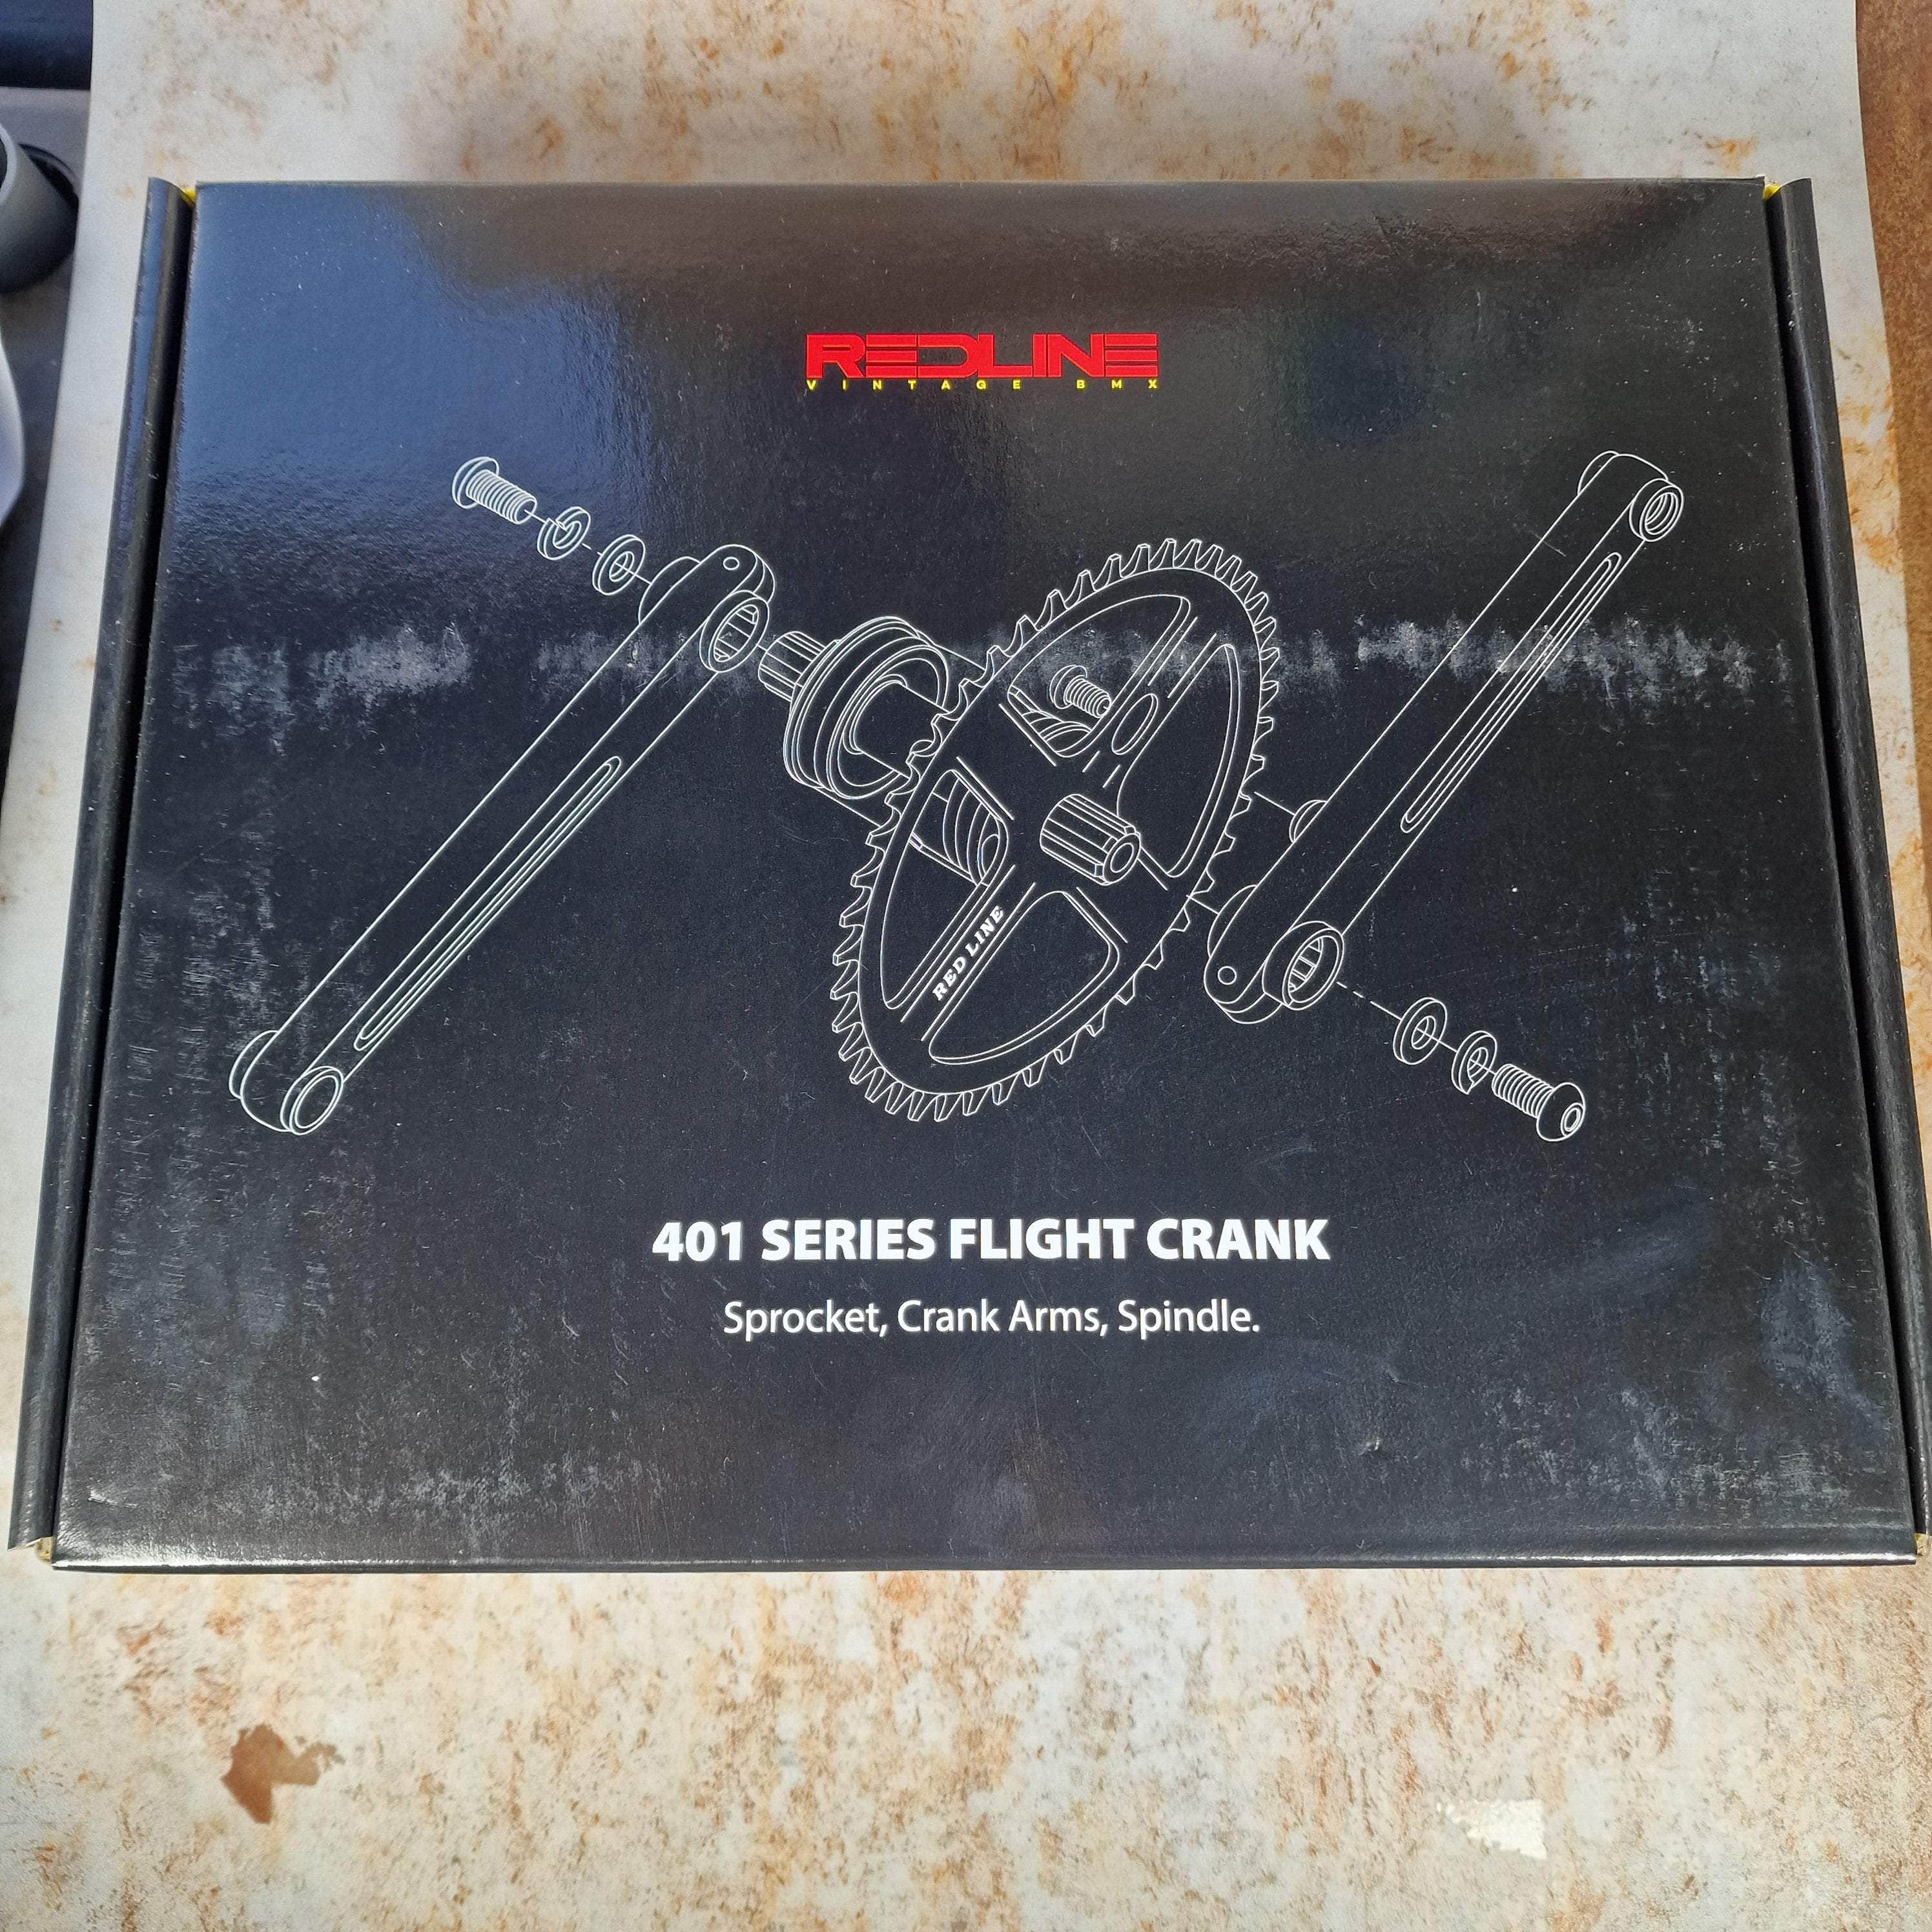 REDLINE
VINTAGE BMX
RED LINE
401 SERIES FLIGHT CRANK
Sprocket, Crank Arms, Spindle.